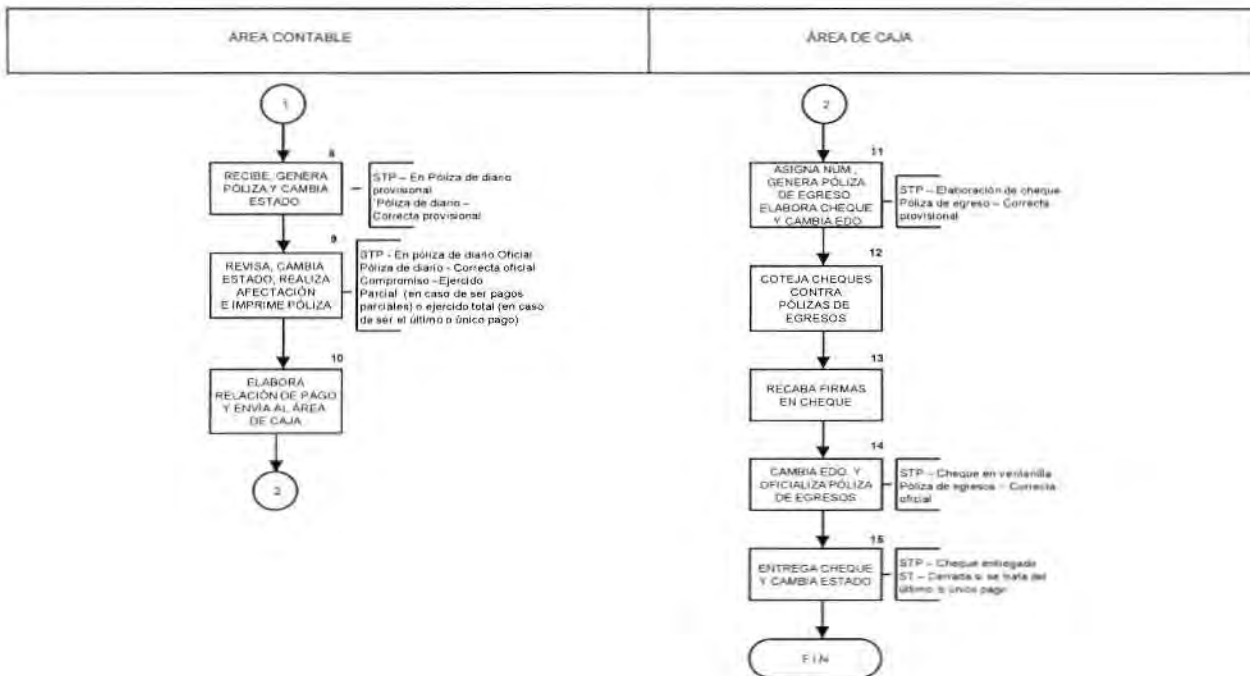 ÁREA CONTABLE
ÁREA DE CAJA
1
8
RECIBE, GENERA
PÓLIZA Y CAMBIA
ESTADO
STP – En Póliza de diario
provisional
'Póliza de diario –
Correcta provisional
9
REVISA, CAMBIA
ESTADO, REALIZA
AFECTACIÓN
E IMPRIME PÓLIZA
STP - En póliza de diario Oficial
Póliza de diario - Correcta oficial
Compromiso –Ejercido
Parcial (en caso de ser pagos
parciales) o ejercido total (en caso
de ser el último o único pago)
10
ELABORA
RELACIÓN DE PAGO
Y ENVÍA AL ÁREA
DE CAJA
2
2
11
ASIGNA NUM.,
GENERA PÓLIZA
DE EGRESO
ELABORA CHEQUE
Y CAMBIA EDO.
STP – Elaboración de cheque
Póliza de egreso – Correcta
provisional
12
COTEJA CHEQUES
CONTRA
PÓLIZAS DE
EGRESOS
13
RECABA FIRMAS
EN CHEQUE
14
CAMBIA EDO. Y
OFICIALIZA PÓLIZA
DE EGRESOS
STP – Cheque en ventanilla
Póliza de egresos – Correcta
oficial
15
ENTREGA CHEQUE
Y CAMBIA ESTADO
STP – Cheque entregado
ST – Cerrada si se trata del
último o único pago
F I N